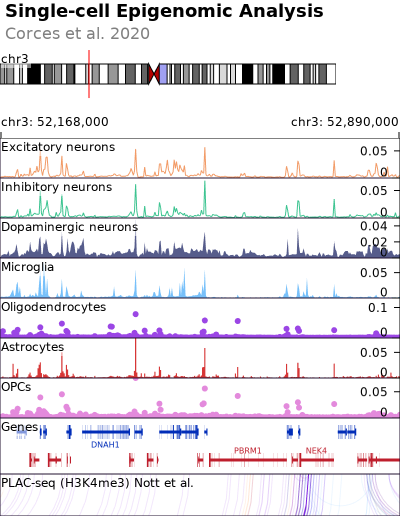 Single-cell Epigenomic Analysis
Corces et al. 2020
chr3
chr3: 52,168,000 chr3: 52,890,000
Excitatory neurons 0.05
0
Inhibitory neurons 0.05
0
Dopaminergic neurons 0.04
0.02
0
Microglia 0.05
0
Oligodendrocytes 0.1
0
Astrocytes 0.05
0
OPCs 0.05
0
Genes
DNAH1
PBRM1 NEK4
PLAC-seq (H3K4me3) Nott et al.